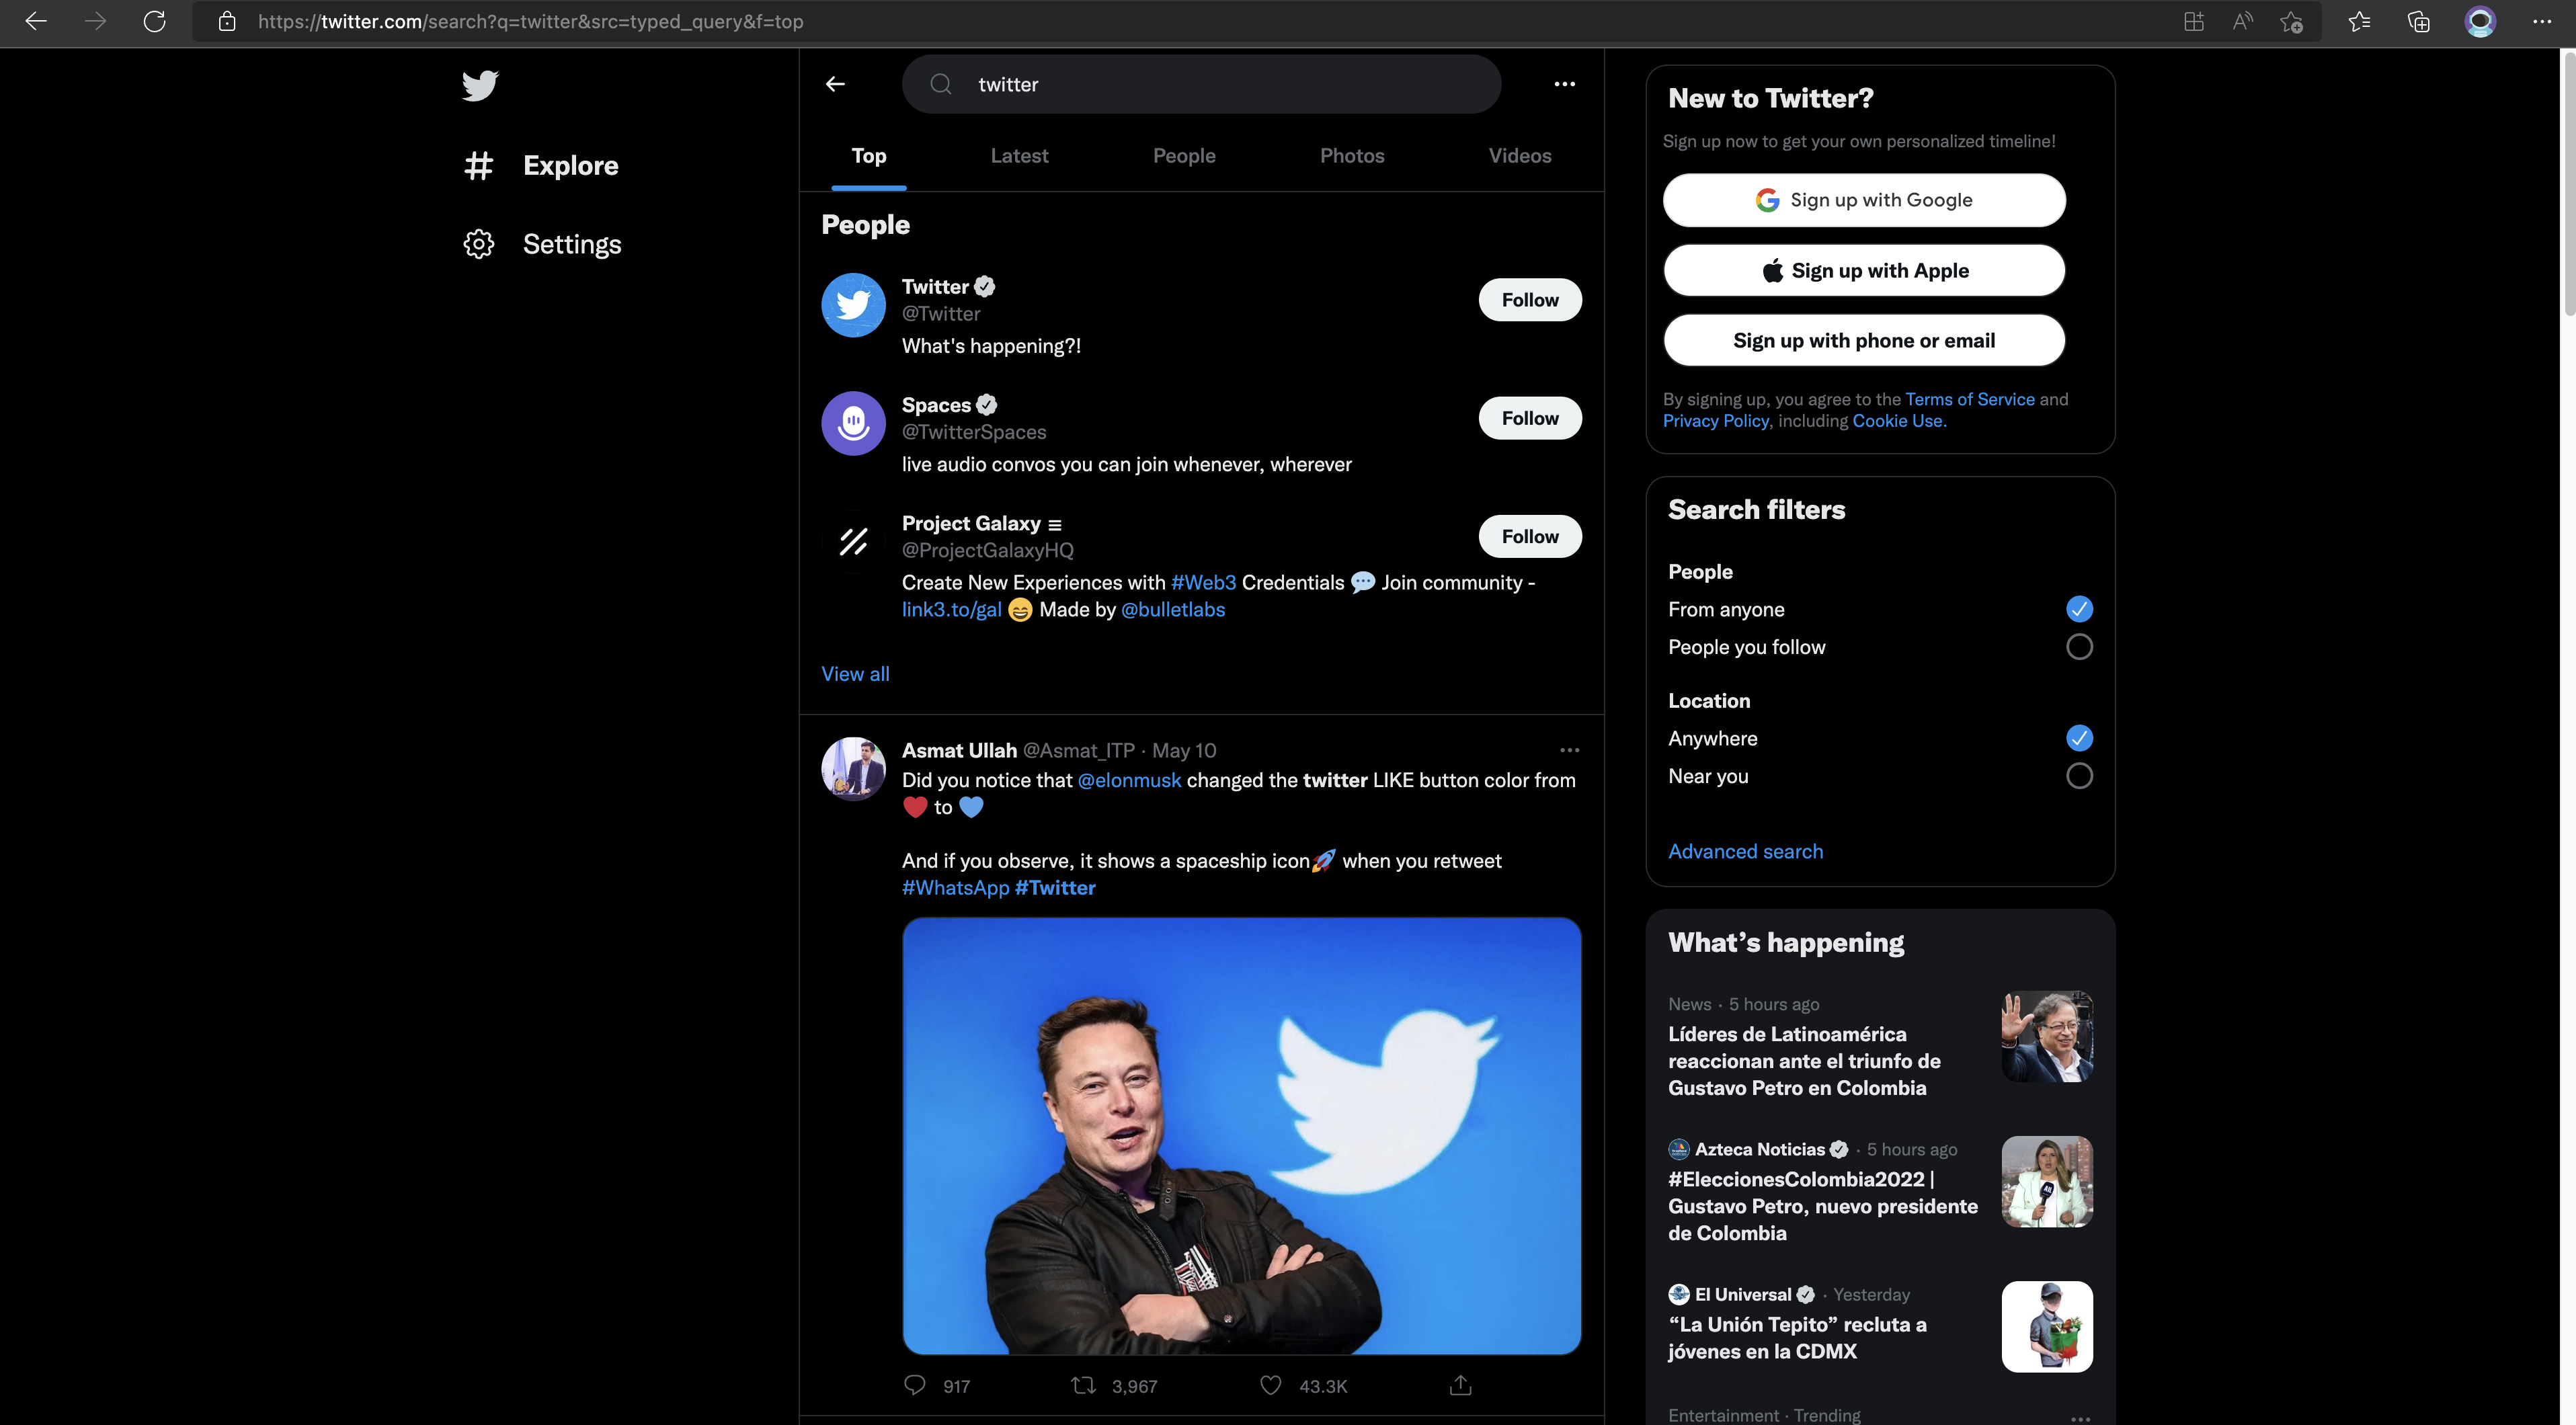 https://twitter.com/search?q=twitter&src=typed_query&f=top
twitter
Explore
Settings
Top Latest People Photos Videos
People
Twitter
@Twitter
What's happening?!
Follow
Spaces
@TwitterSpaces
live audio convos you can join whenever, wherever
Follow
Project Galaxy
@ProjectGalaxyHQ
Create New Experiences with #Web3 Credentials 💬 Join community -
link3.to/gal 😄 Made by @bulletlabs
Follow
View all
Asmat Ullah @Asmat_ITP · May 10
Did you notice that @elonmusk changed the twitter LIKE button color from
❤️ to 💙
And if you observe, it shows a spaceship icon🚀 when you retweet
#WhatsApp #Twitter
917 3,967 43.3K
New to Twitter?
Sign up now to get your own personalized timeline!
Sign up with Google
Sign up with Apple
Sign up with phone or email
By signing up, you agree to the Terms of Service and
Privacy Policy, including Cookie Use.
Search filters
People
From anyone
People you follow
Location
Anywhere
Near you
Advanced search
What’s happening
News · 5 hours ago
Líderes de Latinoamérica
reaccionan ante el triunfo de
Gustavo Petro en Colombia
Azteca Noticias · 5 hours ago
#EleccionesColombia2022 |
Gustavo Petro, nuevo presidente
de Colombia
El Universal · Yesterday
“La Unión Tepito” recluta a
jóvenes en la CDMX
Entertainment · Trending